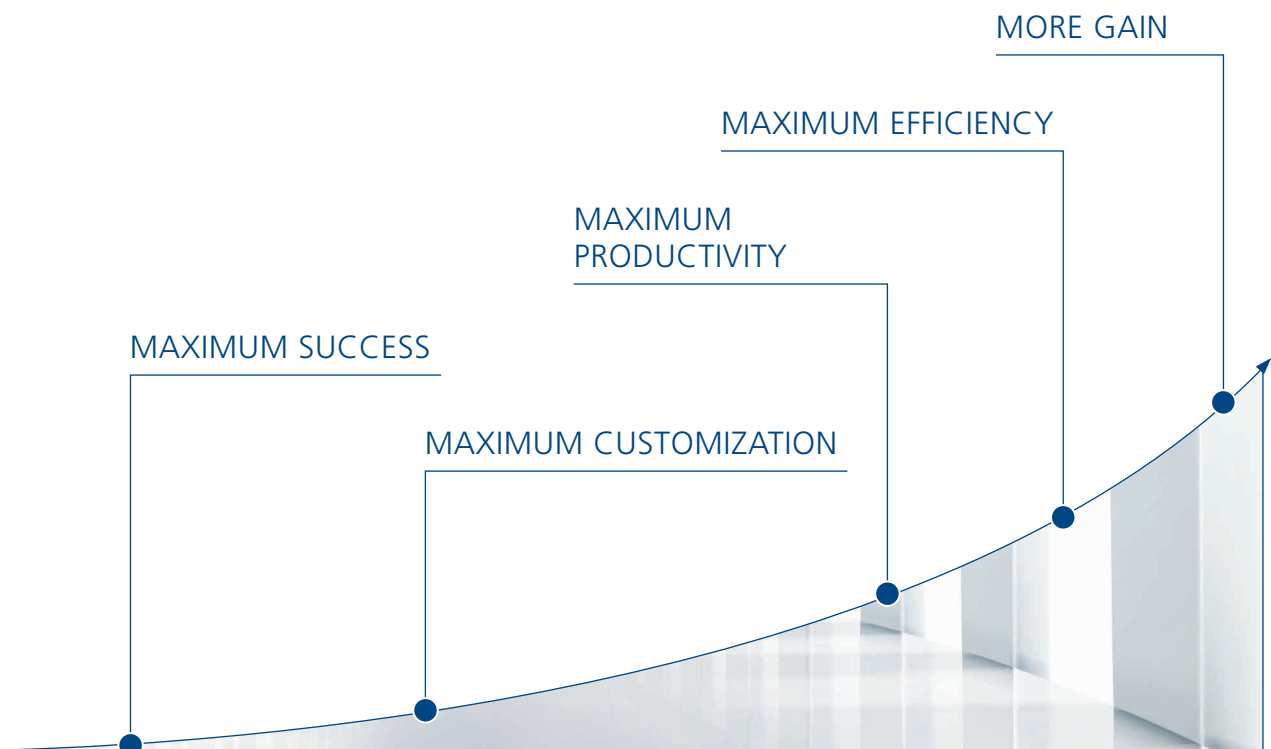 MORE GAIN
MAXIMUM EFFICIENCY
MAXIMUM
PRODUCTIVITY
MAXIMUM SUCCESS
MAXIMUM CUSTOMIZATION